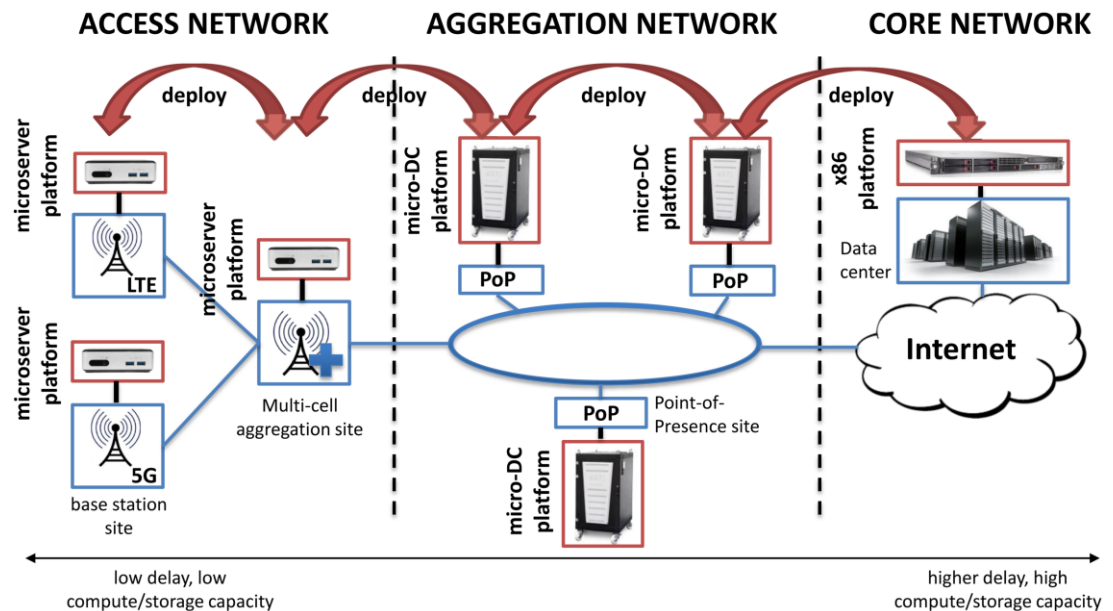 ACCESS NETWORK
AGGREGATION NETWORK
CORE NETWORK
deploy
deploy
deploy
deploy
microserver
platform
LTE
microserver
platform
5G
base station
site
microserver
platform
Multi-cell
aggregation site
micro-DC
platform
PoP
micro-DC
platform
PoP
PoP
Point-of-
Presence site
micro-DC
platform
x86
platform
Data
center
Internet
low delay, low
compute/storage capacity
higher delay, high
compute/storage capacity